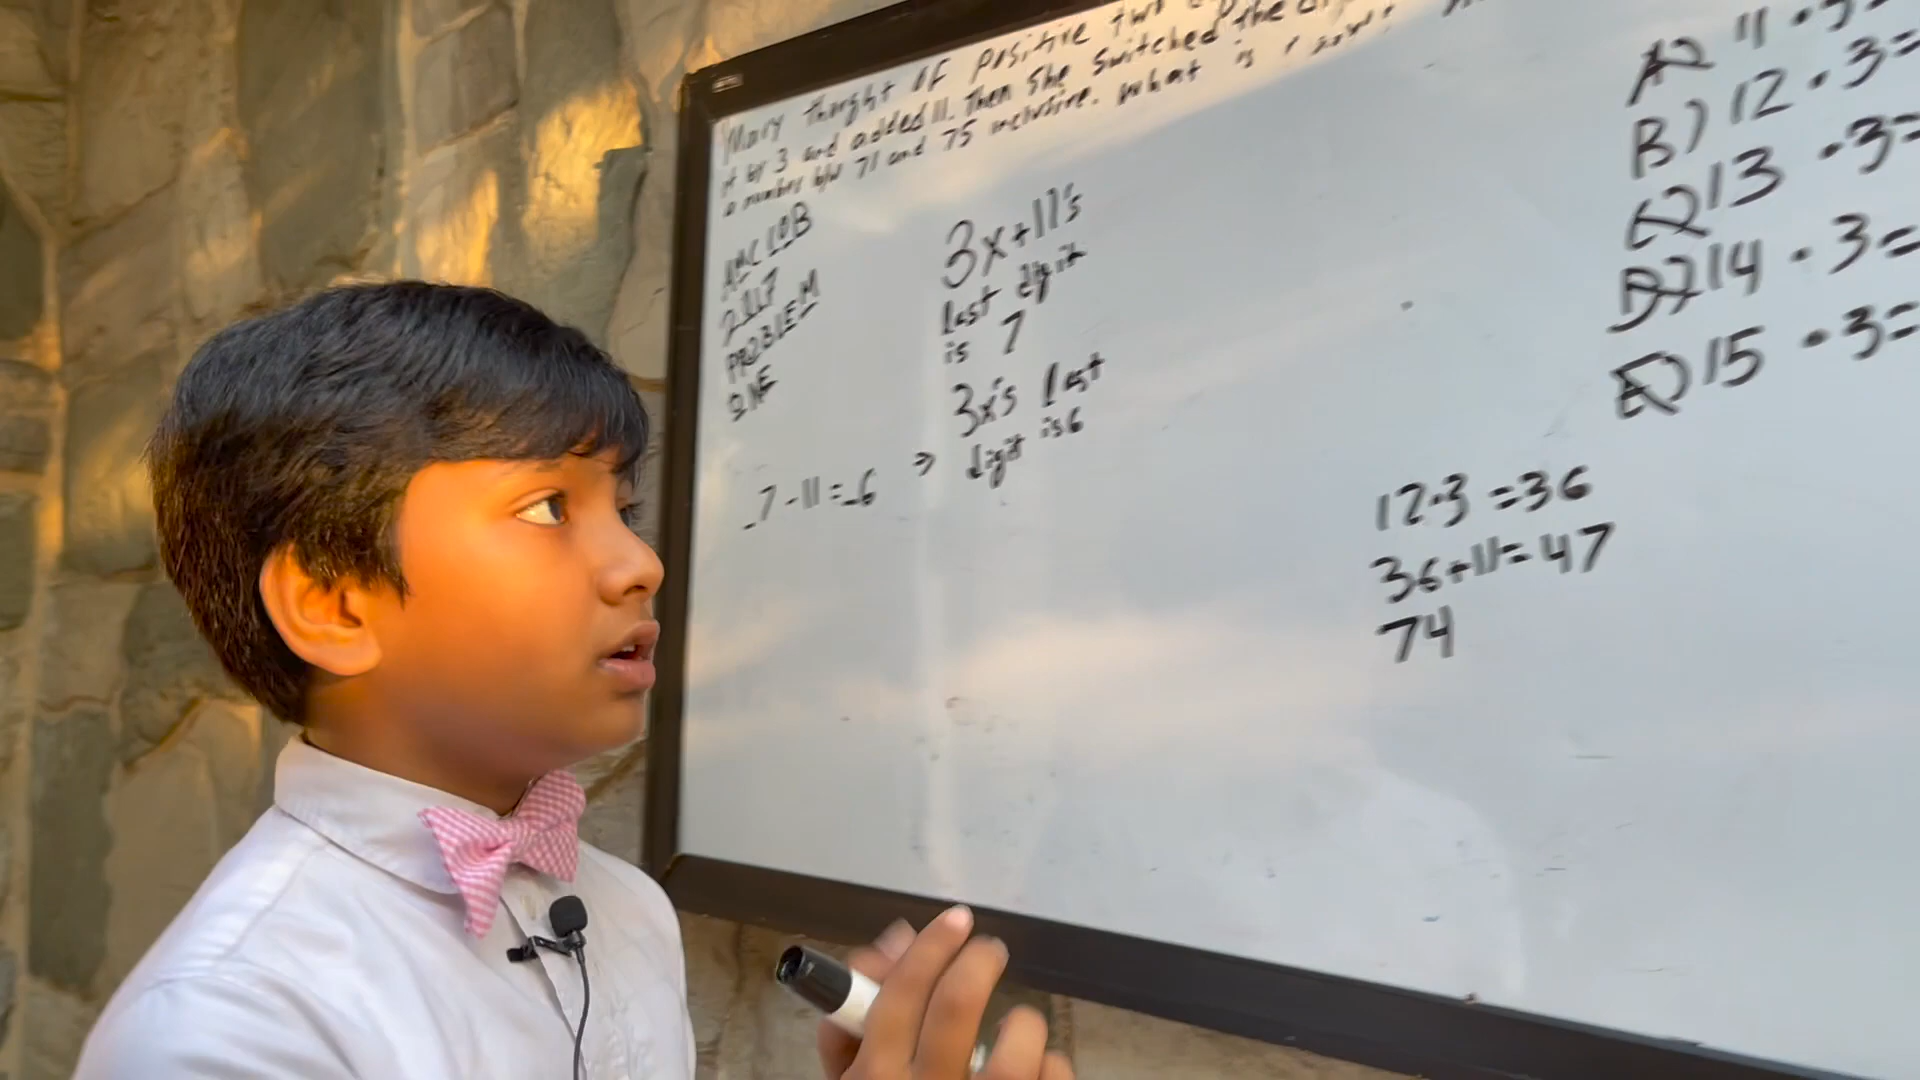 Mary thorght of positive two
it by 3 and added 11. Then she switched the
a number b/w 71 and 75 inclusive. what is
AMC 10B
2017
PROBLEM
ONE
3x+11's
last digit
is 7
_7-11=_6 ⇒
3x's last
digit is 6
12·3=36
36+11=47
74
A) 11·3=
B) 12·3=
C) 13·3=
D) 14·3=
E) 15·3=